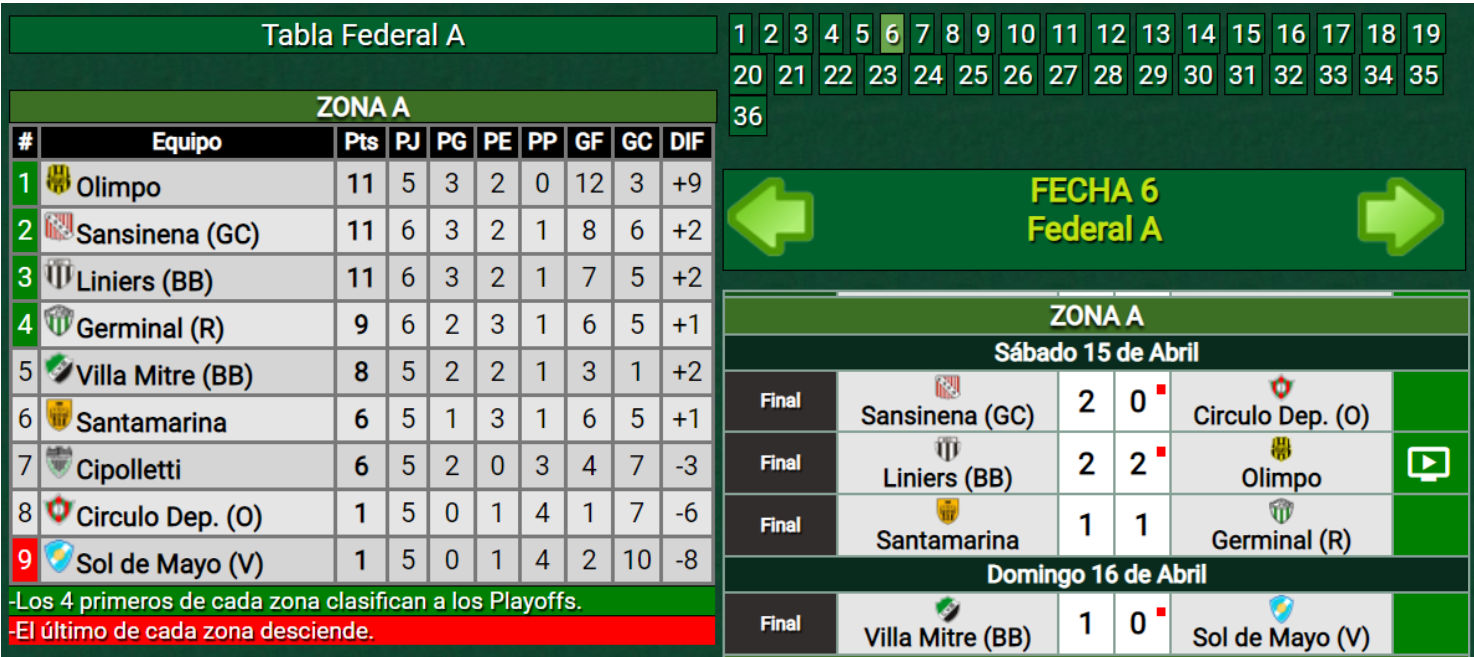 Tabla Federal A
ZONA A
# Equipo Pts PJ PG PE PP GF GC DIF
1 Olimpo 11 5 3 2 0 12 3 +9
2 Sansinena (GC) 11 6 3 2 1 8 6 +2
3 Liniers (BB) 11 6 3 2 1 7 5 +2
4 Germinal (R) 9 6 2 3 1 6 5 +1
5 Villa Mitre (BB) 8 5 2 2 1 3 1 +2
6 Santamarina 6 5 1 3 1 6 5 +1
7 Cipolletti 6 5 2 0 3 4 7 -3
8 Circulo Dep. (O) 1 5 0 1 4 1 7 -6
9 Sol de Mayo (V) 1 5 0 1 4 2 10 -8
-Los 4 primeros de cada zona clasifican a los Playoffs.
-El último de cada zona desciende.
1 2 3 4 5 6 7 8 9 10 11 12 13 14 15 16 17 18 19
20 21 22 23 24 25 26 27 28 29 30 31 32 33 34 35
36
FECHA 6
Federal A
ZONA A
Sábado 15 de Abril
Final Sansinena (GC) 2 0 Circulo Dep. (O)
Final Liniers (BB) 2 2 Olimpo
Final Santamarina 1 1 Germinal (R)
Domingo 16 de Abril
Final Villa Mitre (BB) 1 0 Sol de Mayo (V)